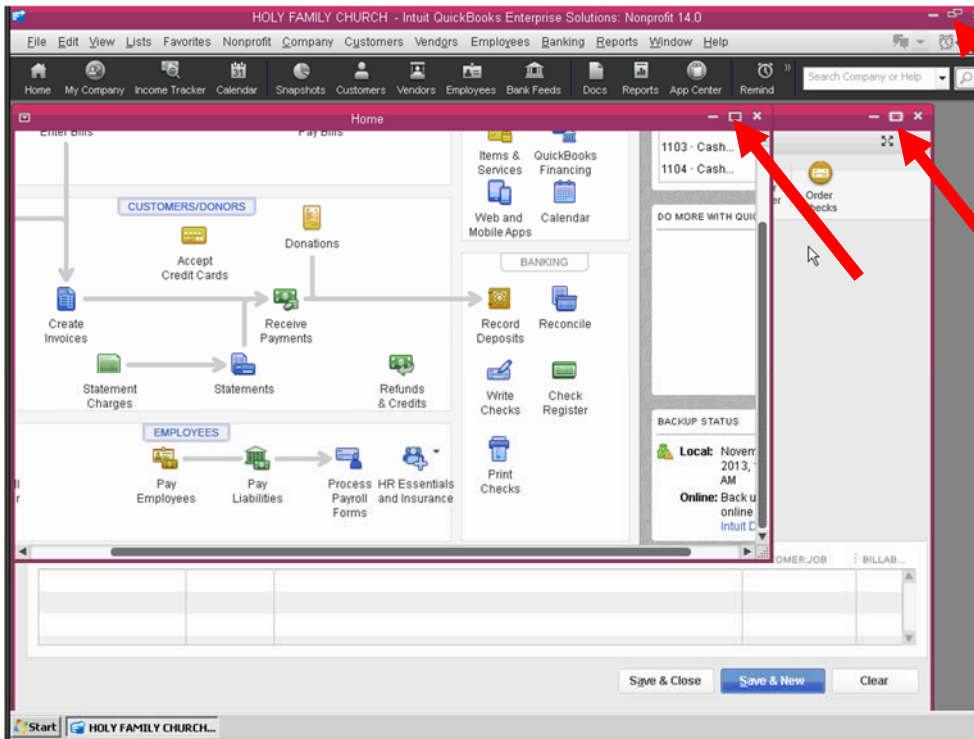 HOLY FAMILY CHURCH - Intuit QuickBooks Enterprise Solutions: Nonprofit 14.0
File Edit View Lists Favorites Nonprofit Company Customers Vendors Employees Banking Reports Window Help
31
Home My Company Income Tracker Calendar Snapshots Customers Vendors Employees Bank Feeds Docs Reports App Center Remind » Search Company or Help
Home
Enter Bills Pay Bills
Items & Services
QuickBooks Financing
1103 · Cash...
1104 · Cash...
Order
CUSTOMERS/DONORS
Web and Mobile Apps
Calendar
DO MORE WITH
Donations
Accept
Credit Cards
BANKING
Create
Invoices
Receive
Payments
Record
Deposits
Reconcile
Statement
Charges
Statements
Refunds
& Credits
Write
Checks
Check
Register
BACKUP STATUS
EMPLOYEES
Local: Novem
2013,
AM
Print
Checks
Pay
Employees
Pay
Liabilities
Process
Payroll
Forms
HR Essentials
and Insurance
Online: Back u
online
Intuit
OMER:JOB BILLAB...
Save & Close Save & New Clear
Start HOLY FAMILY CHURCH...